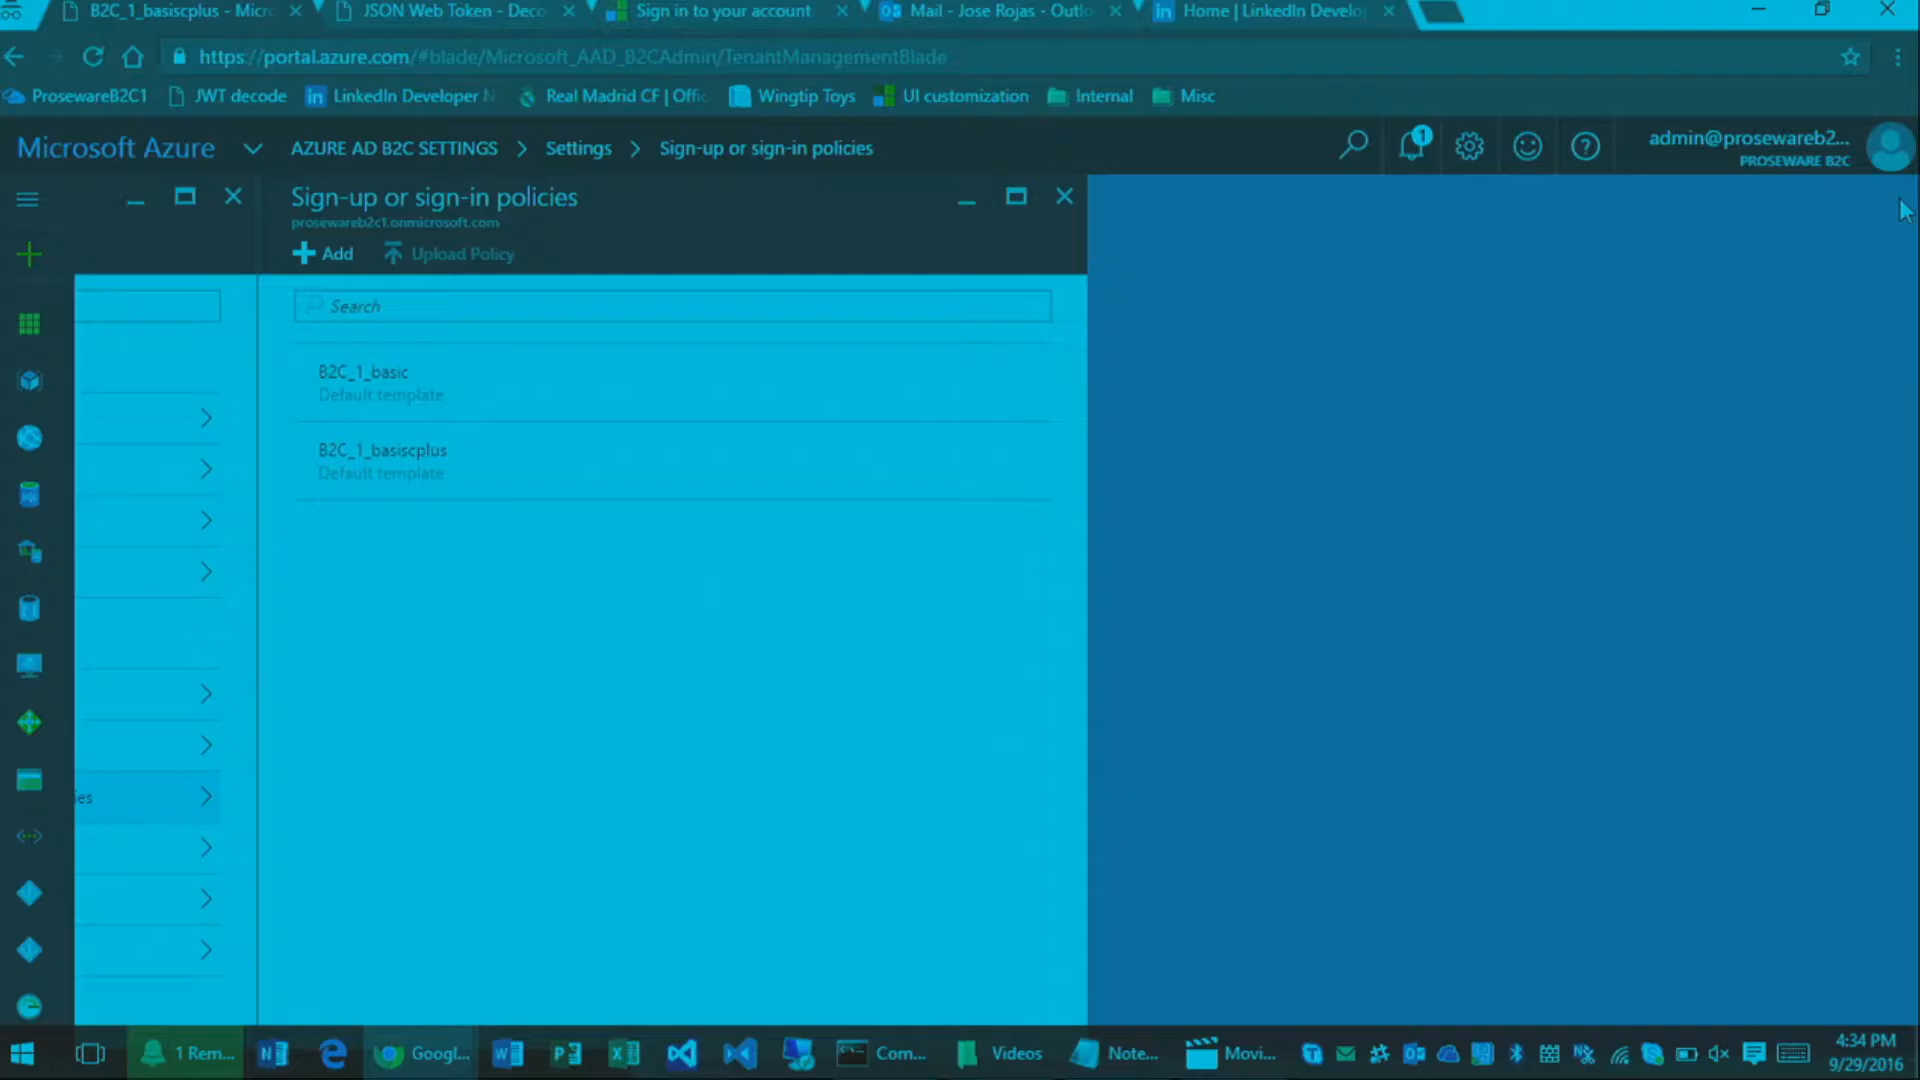 B2C_1_basiscplus - Micr
JSON Web Token - Deco
Sign in to your account
Mail - Jose Rojas - Outlo
Home | LinkedIn Develo
https://portal.azure.com/#blade/Microsoft_AAD_B2CAdmin/TenantManagementBlade
ProsewareB2C1
JWT decode
LinkedIn Developer N
Real Madrid CF | Offic
Wingtip Toys
UI customization
Internal
Misc
Microsoft Azure
AZURE AD B2C SETTINGS > Settings > Sign-up or sign-in policies
1
admin@prosewareb2...
PROSEWARE B2C
Sign-up or sign-in policies
prosewareb2c1.onmicrosoft.com
Add
Upload Policy
Search
B2C_1_basic
Default template
B2C_1_basiscplus
Default template
ies
1 Rem...
Googl...
Com...
Videos
Note...
Movi...
4:34 PM
9/29/2016